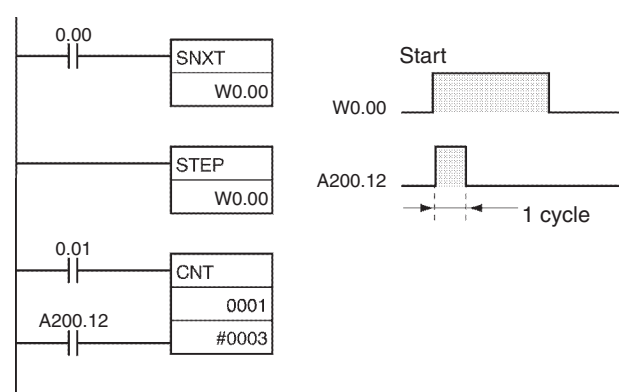 0.00
SNXT
W0.00
STEP
W0.00
0.01
CNT
0001
A200.12
#0003
Start
W0.00
A200.12
1 cycle